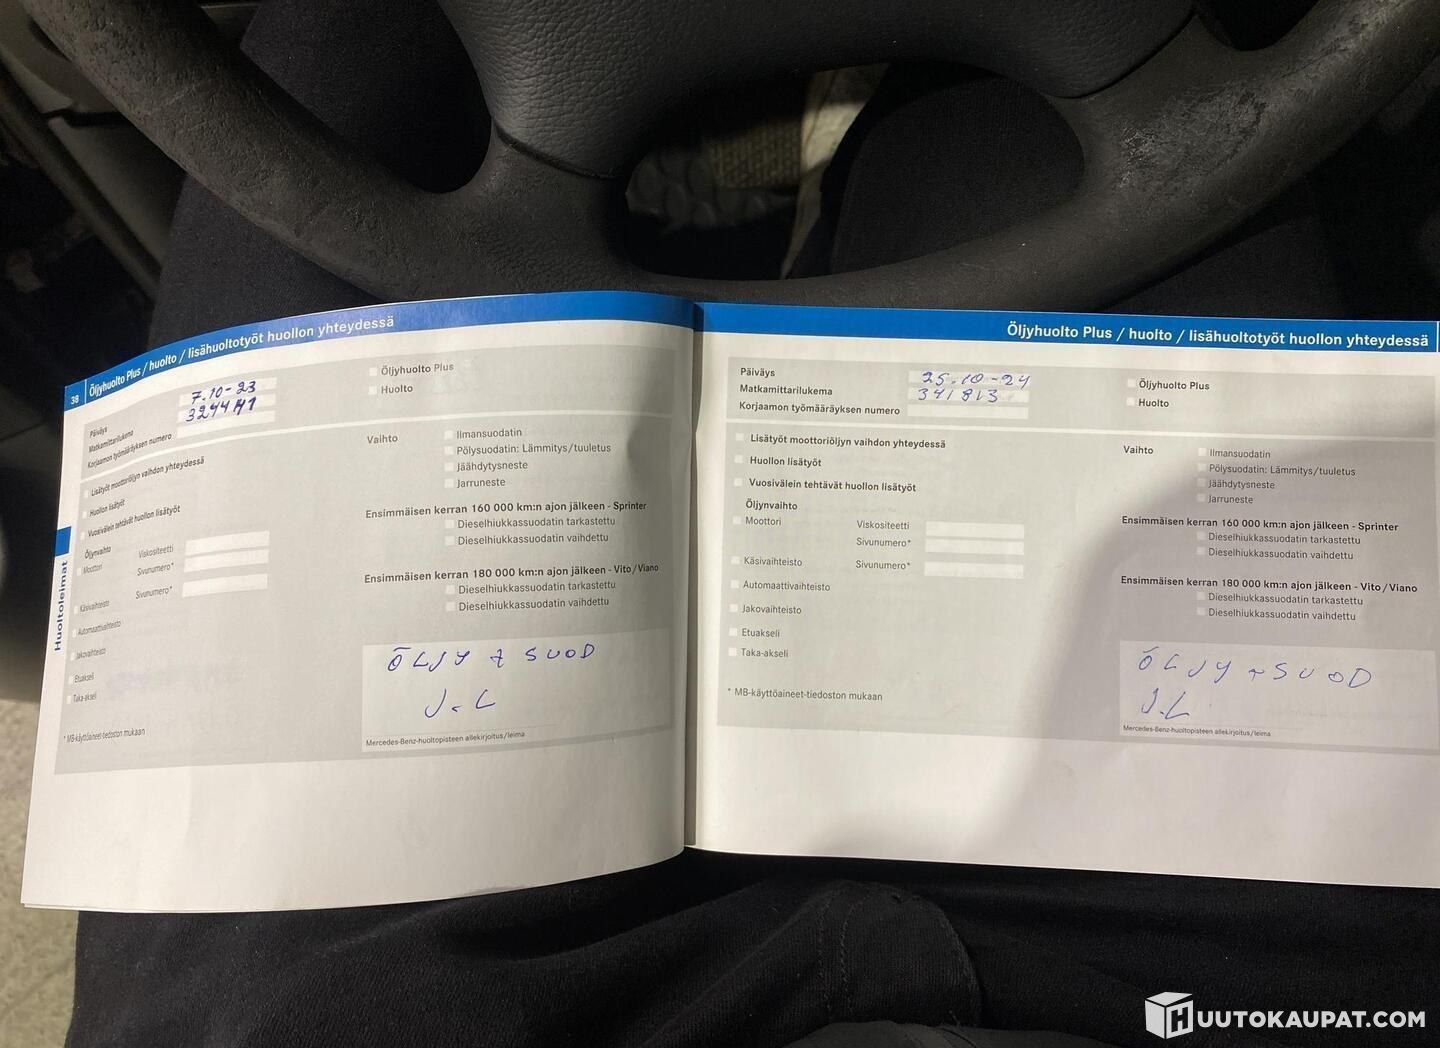 38 Öljyhuolto Plus / huolto / lisähuoltotyöt huollon yhteydessä
Päiväys 7.10-23
Matkamittarilukema 324441
Korjaamon työmääräyksen numero
Öljyhuolto Plus
Huolto
Lisätyöt moottoriöljyn vaihdon yhteydessä
Huollon lisätyöt
Vuosivälein tehtävät huollon lisätyöt
Öljynvaihto
Moottori Viskositeetti
Sivunumero*
Käsivaihteisto Sivunumero*
Automaattivaihteisto
Jakovaihteisto
Etuakseli
Taka-akseli
* MB-käyttöaineet-tiedoston mukaan
Huoltoleimat
Vaihto Ilmansuodatin
Pölysuodatin: Lämmitys/tuuletus
Jäähdytysneste
Jarruneste
Ensimmäisen kerran 160 000 km:n ajon jälkeen - Sprinter
Dieselhiukkassuodatin tarkastettu
Dieselhiukkassuodatin vaihdettu
Ensimmäisen kerran 180 000 km:n ajon jälkeen - Vito/Viano
Dieselhiukkassuodatin tarkastettu
Dieselhiukkassuodatin vaihdettu
ÖLJY + SUOD
J.L
Mercedes-Benz-huoltopisteen allekirjoitus/leima
Öljyhuolto Plus / huolto / lisähuoltotyöt huollon yhteydessä
Päiväys 25.10-24
Matkamittarilukema 341813
Korjaamon työmääräyksen numero
Öljyhuolto Plus
Huolto
Lisätyöt moottoriöljyn vaihdon yhteydessä
Huollon lisätyöt
Vuosivälein tehtävät huollon lisätyöt
Öljynvaihto
Moottori Viskositeetti
Sivunumero*
Käsivaihteisto Sivunumero*
Automaattivaihteisto
Jakovaihteisto
Etuakseli
Taka-akseli
* MB-käyttöaineet-tiedoston mukaan
Vaihto Ilmansuodatin
Pölysuodatin: Lämmitys/tuuletus
Jäähdytysneste
Jarruneste
Ensimmäisen kerran 160 000 km:n ajon jälkeen - Sprinter
Dieselhiukkassuodatin tarkastettu
Dieselhiukkassuodatin vaihdettu
Ensimmäisen kerran 180 000 km:n ajon jälkeen - Vito/Viano
Dieselhiukkassuodatin tarkastettu
Dieselhiukkassuodatin vaihdettu
ÖLJY + SUOD
J.L
Mercedes-Benz-huoltopisteen allekirjoitus/leima
HUUTOKAUPAT.COM